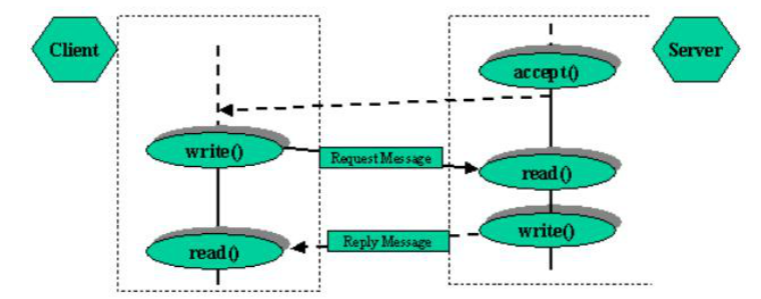 Client
Server
accept()
write()
Request Message
read()
write()
Reply Message
read()